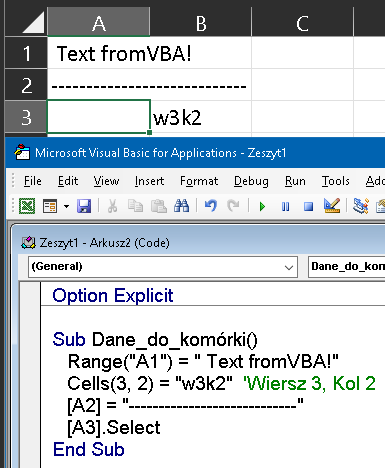 A B C
1 Text fromVBA!
2 ----------------------------
3 w3k2
Microsoft Visual Basic for Applications - Zeszyt1
File Edit View Insert Format Debug Run Tools
Zeszyt1 - Arkusz2 (Code)
(General) Dane_do_kom
Option Explicit
Sub Dane_do_komórki()
Range("A1") = " Text fromVBA!"
Cells(3, 2) = "w3k2" 'Wiersz 3, Kol 2
[A2] = "----------------------------"
[A3].Select
End Sub